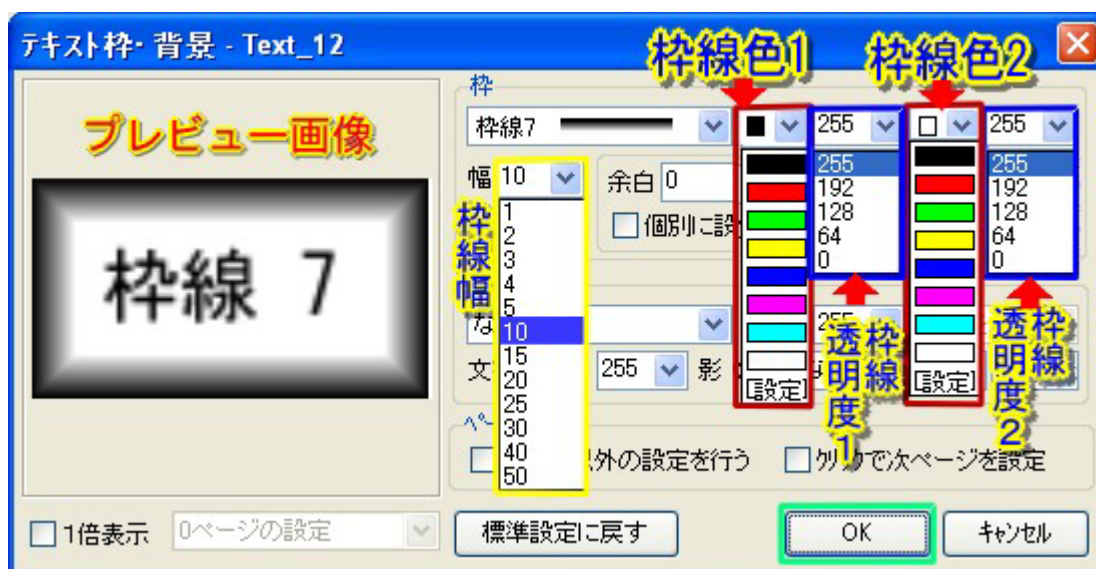 テキスト枠・背景 - Text_12
枠線色1
枠線色2
プレビュー画像
枠線 7
枠
枠線7
255
255
幅 10
余白 0
個別に設
枠線幅
1
2
3
4
5
10
15
20
25
30
40
50
[設定]
255
192
128
64
0
[設定]
255
192
128
64
0
枠線
透明度1
枠線
透明度2
な
255
文
255
影
外の設定を行う
クリックで次ページを設定
1倍表示
0ページの設定
標準設定に戻す
OK
キャンセル